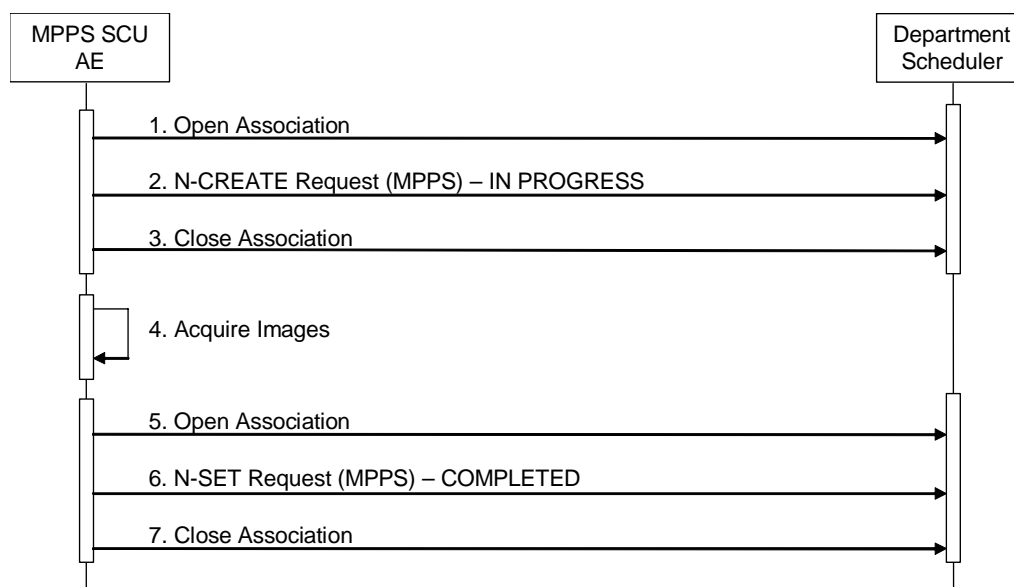 MPPS SCU
AE
Department
Scheduler
1. Open Association
2. N-CREATE Request (MPPS) – IN PROGRESS
3. Close Association
4. Acquire Images
5. Open Association
6. N-SET Request (MPPS) – COMPLETED
7. Close Association